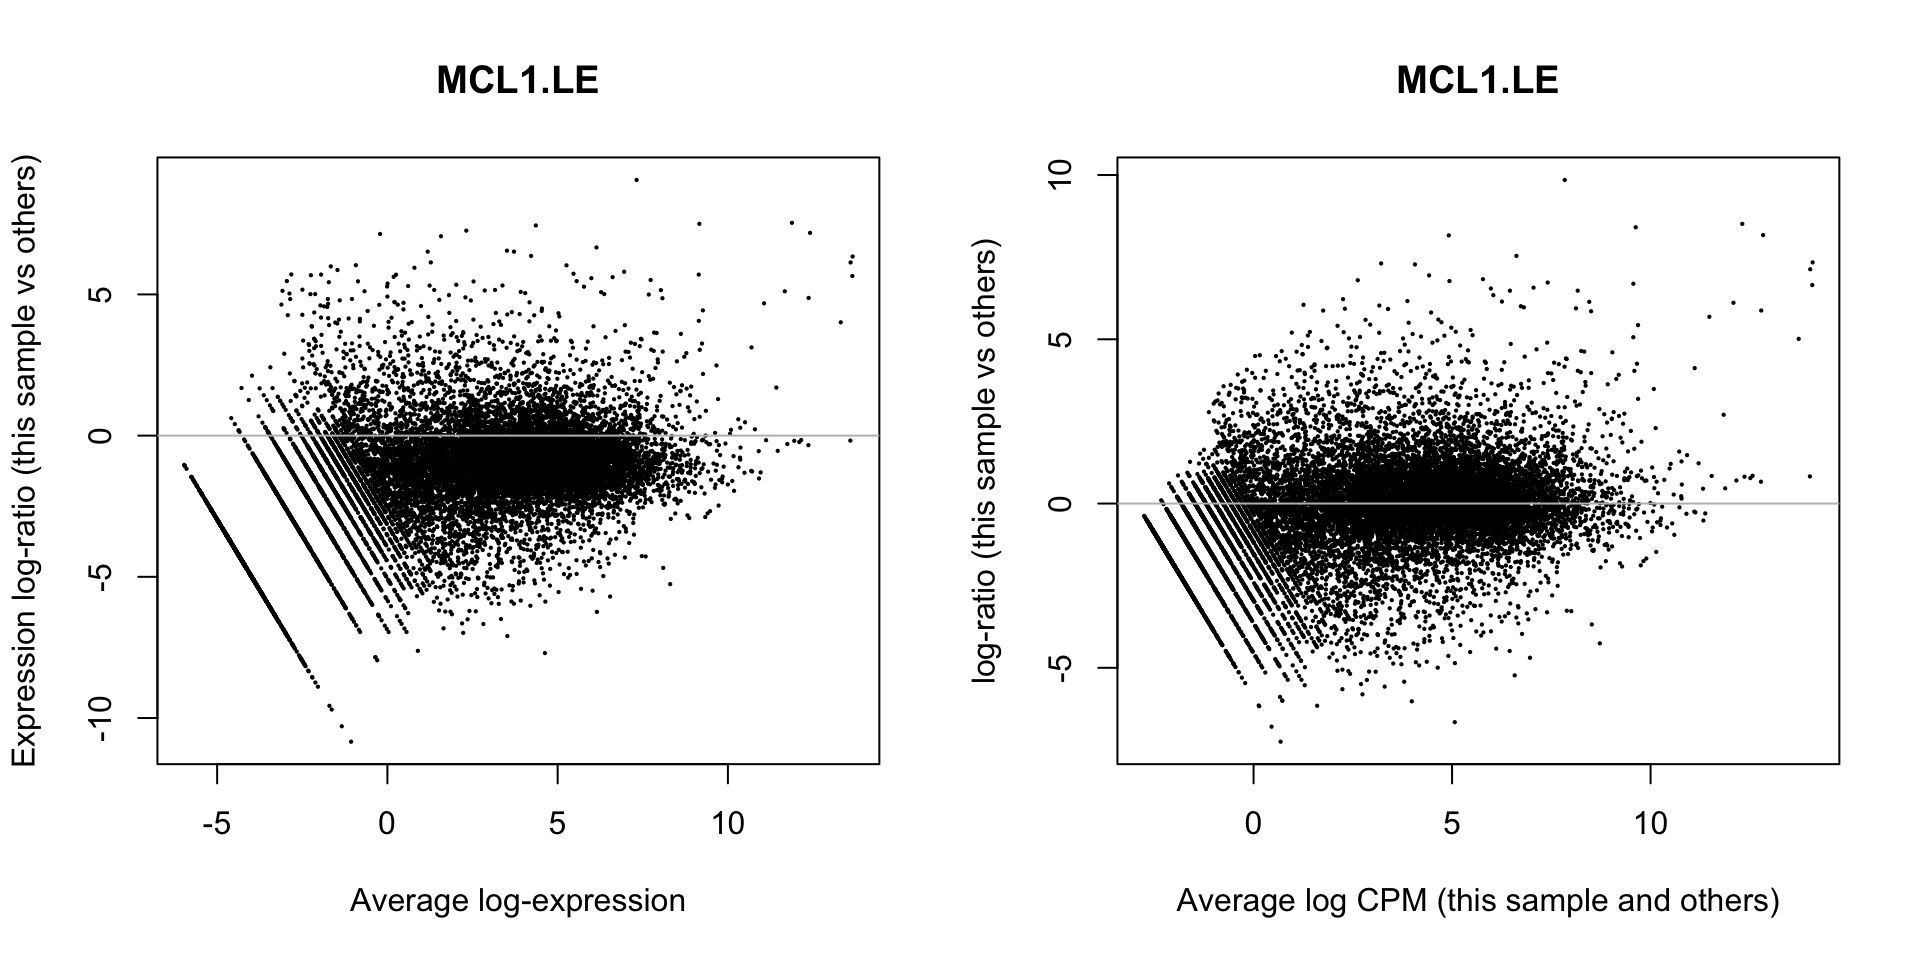 MCL1.LE
Expression log-ratio (this sample vs others)
5
0
-5
-10
-5
0
5
10
Average log-expression
MCL1.LE
log-ratio (this sample vs others)
10
5
0
-5
0
5
10
Average log CPM (this sample and others)